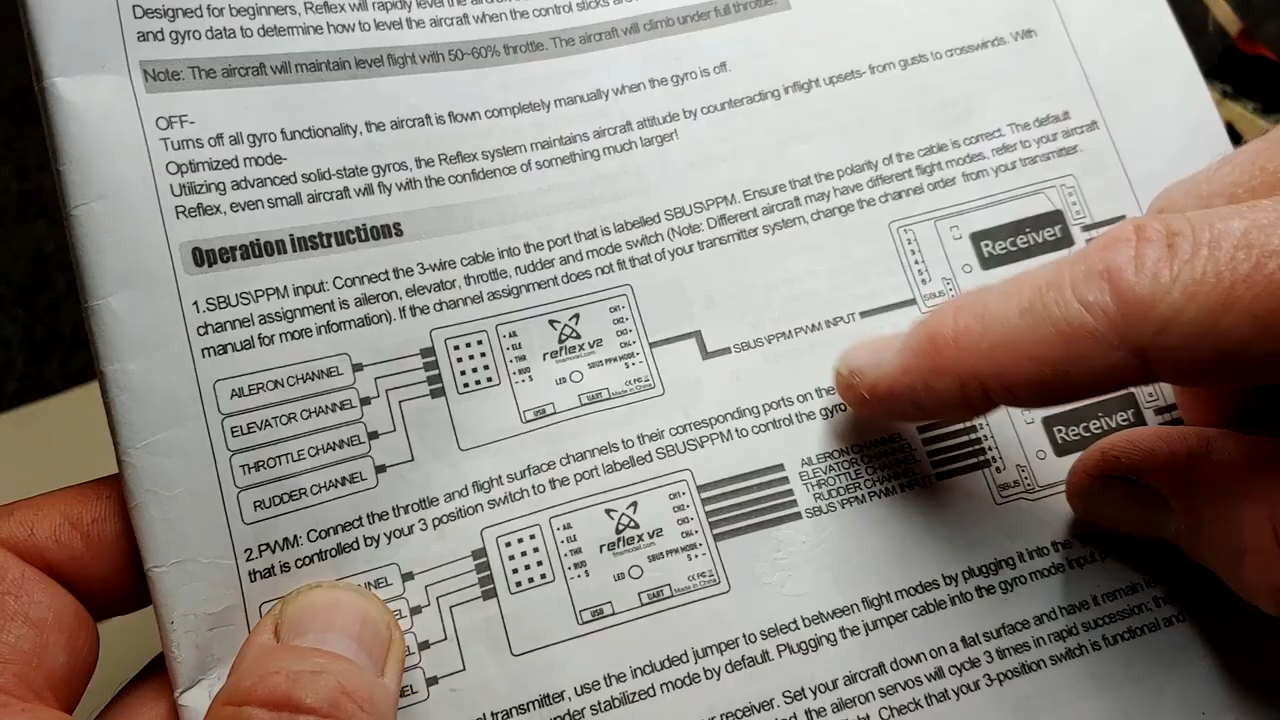 Designed for beginners, Reflex will rapidly level the
and gyro data to determine how to level the aircraft when the control sticks are
Note: The aircraft will maintain level flight with 50~60% throttle. The aircraft will climb under full throttle.
OFF-
Turns off all gyro functionality, the aircraft is flown completely manually when the gyro is off.
Optimized mode-
Utilizing advanced solid-state gyros, the Reflex system maintains aircraft attitude by counteracting inflight upsets- from gusts to crosswinds. With
Reflex, even small aircraft will fly with the confidence of something much larger!
Operation instructions
1.SBUS\PPM input: Connect the 3-wire cable into the port that is labelled SBUS\PPM. Ensure that the polarity of the cable is correct. The default
channel assignment is aileron, elevator, throttle, rudder and mode switch (Note: Different aircraft may have different flight modes, refer to your aircraft
manual for more information). If the channel assignment does not fit that of your transmitter system, change the channel order from your transmitter.
AILERON CHANNEL
ELEVATOR CHANNEL
THROTTLE CHANNEL
RUDDER CHANNEL
AIL
ELE
THR
RUD
- + S
reflex v2
fmsmodel.com
LED
USB
UART
CH1
CH2
CH3
CH4
SBUS PPM MODE
S + -
Made in China
SBUS\PPM PWM INPUT
Receiver
1
2
3
4
5
6
SBUS
2.PWM: Connect the throttle and flight surface channels to their corresponding ports on the
that is controlled by your 3 position switch to the port labelled SBUS\PPM to control the gyro
AIL
ELE
THR
RUD
- + S
reflex v2
fmsmodel.com
LED
USB
UART
CH1
CH2
CH3
CH4
SBUS PPM MODE
S + -
Made in China
AILERON CHANNEL
ELEVATOR CHANNEL
THROTTLE CHANNEL
RUDDER CHANNEL
SBUS\PPM PWM INPUT
Receiver
SBUS
transmitter, use the included jumper to select between flight modes by plugging it into the
under stabilized mode by default. Plugging the jumper cable into the gyro mode input
receiver. Set your aircraft down on a flat surface and have it remain
the aileron servos will cycle 3 times in rapid succession;
Check that your 3-position switch is functional and